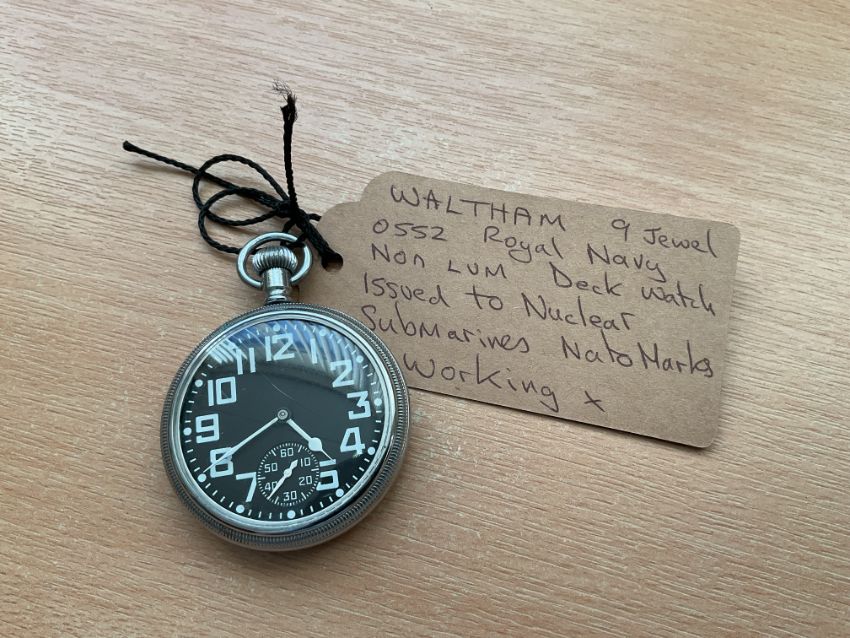 WALTHAM 9 Jewel
0552 Royal Navy
Non LUM Deck Watch
Issued to Nuclear
Submarines Nato Marks
Working x
12
1
2
3
4
5
7
8
9
10
11
60
10
20
30
40
50